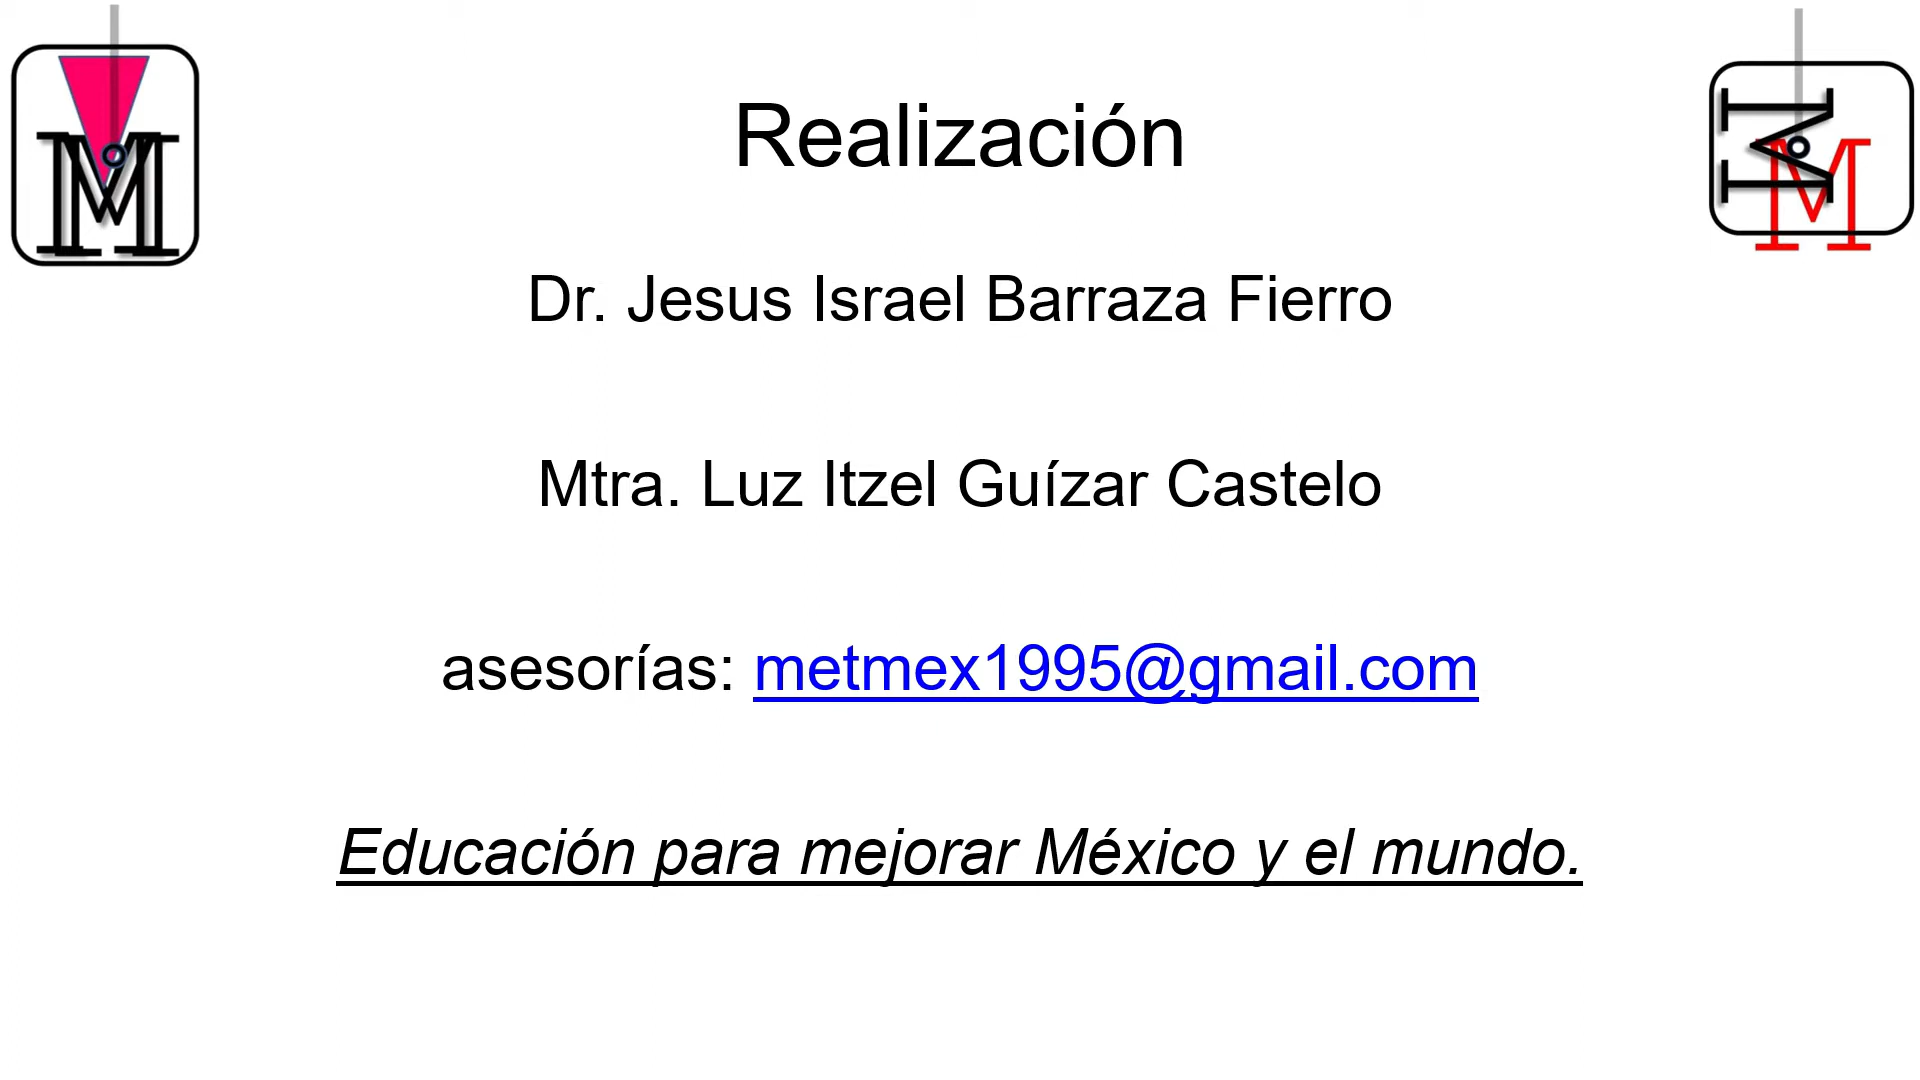 Realización
Dr. Jesus Israel Barraza Fierro
Mtra. Luz Itzel Guízar Castelo
asesorías: metmex1995@gmail.com
Educación para mejorar México y el mundo.
M M
M M